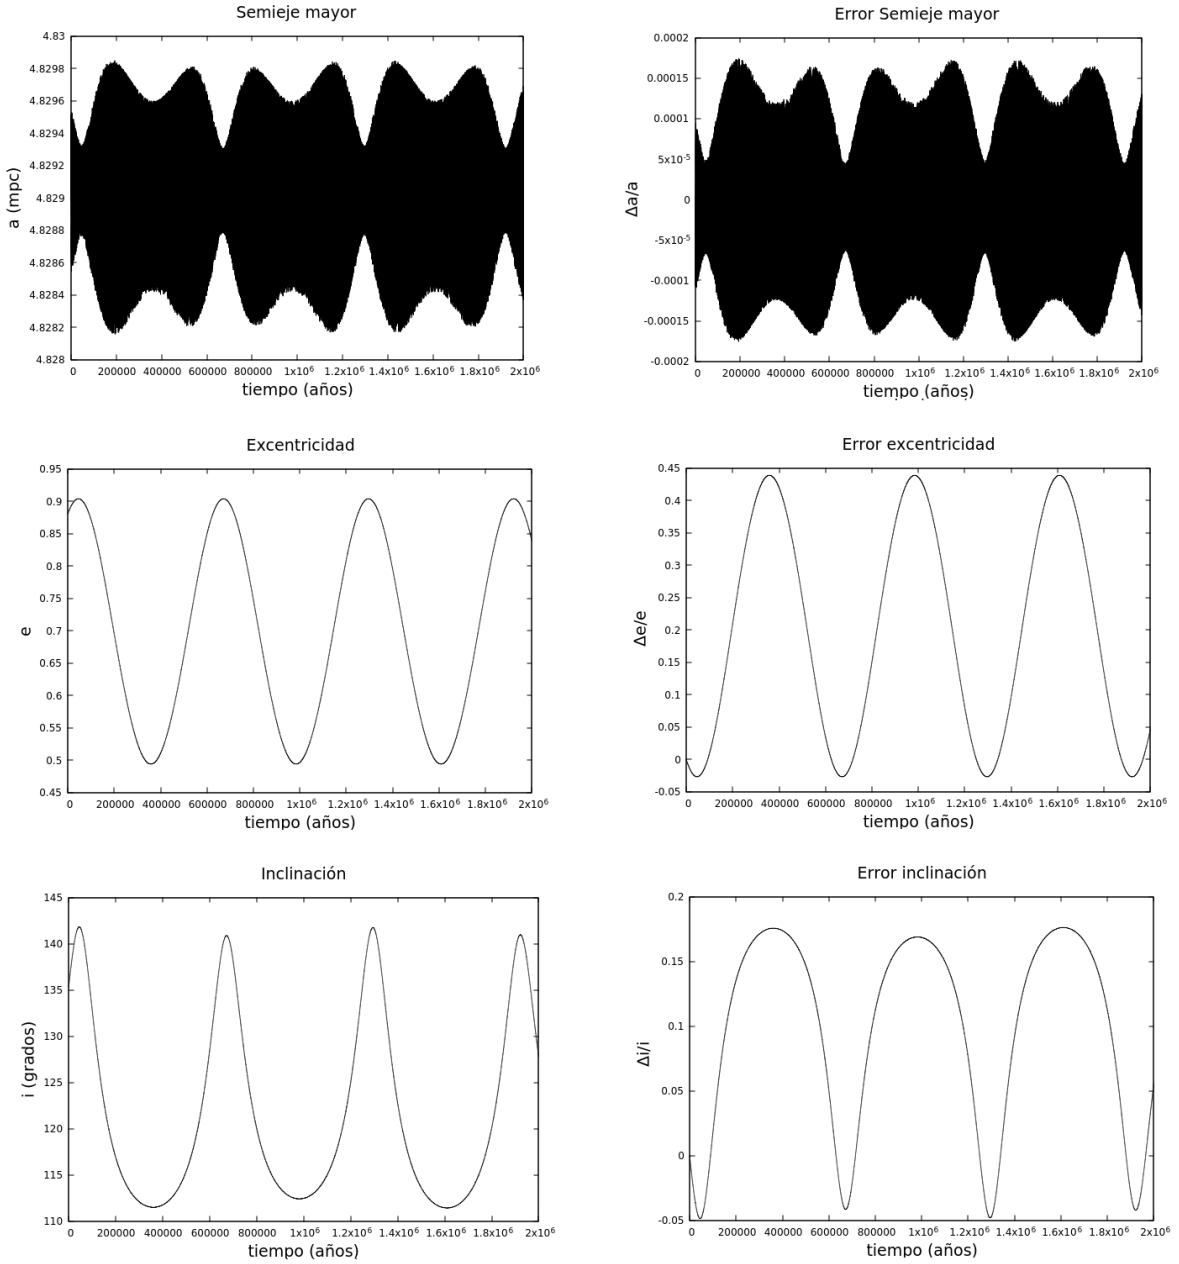 Semieje mayor
4.83
4.8298
4.8296
4.8294
4.8292
4.829
4.8288
4.8286
4.8284
4.8282
4.828
a (mpc)
0 200000 400000 600000 800000 1x10⁶ 1.2x10⁶ 1.4x10⁶ 1.6x10⁶ 1.8x10⁶ 2x10⁶
tiempo (años)
Error Semieje mayor
0.0002
0.00015
0.0001
5x10⁻⁵
0
-5x10⁻⁵
-0.0001
-0.00015
-0.0002
Δa/a
0 200000 400000 600000 800000 1x10⁶ 1.2x10⁶ 1.4x10⁶ 1.6x10⁶ 1.8x10⁶ 2x10⁶
tiempo (años)
Excentricidad
0.95
0.9
0.85
0.8
0.75
0.7
0.65
0.6
0.55
0.5
0.45
e
0 200000 400000 600000 800000 1x10⁶ 1.2x10⁶ 1.4x10⁶ 1.6x10⁶ 1.8x10⁶ 2x10⁶
tiempo (años)
Error excentricidad
0.45
0.4
0.35
0.3
0.25
0.2
0.15
0.1
0.05
0
-0.05
Δe/e
0 200000 400000 600000 800000 1x10⁶ 1.2x10⁶ 1.4x10⁶ 1.6x10⁶ 1.8x10⁶ 2x10⁶
tiempo (años)
Inclinación
145
140
135
130
125
120
115
110
i (grados)
0 200000 400000 600000 800000 1x10⁶ 1.2x10⁶ 1.4x10⁶ 1.6x10⁶ 1.8x10⁶ 2x10⁶
tiempo (años)
Error inclinación
0.2
0.15
0.1
0.05
0
-0.05
Δi/i
0 200000 400000 600000 800000 1x10⁶ 1.2x10⁶ 1.4x10⁶ 1.6x10⁶ 1.8x10⁶ 2x10⁶
tiempo (años)